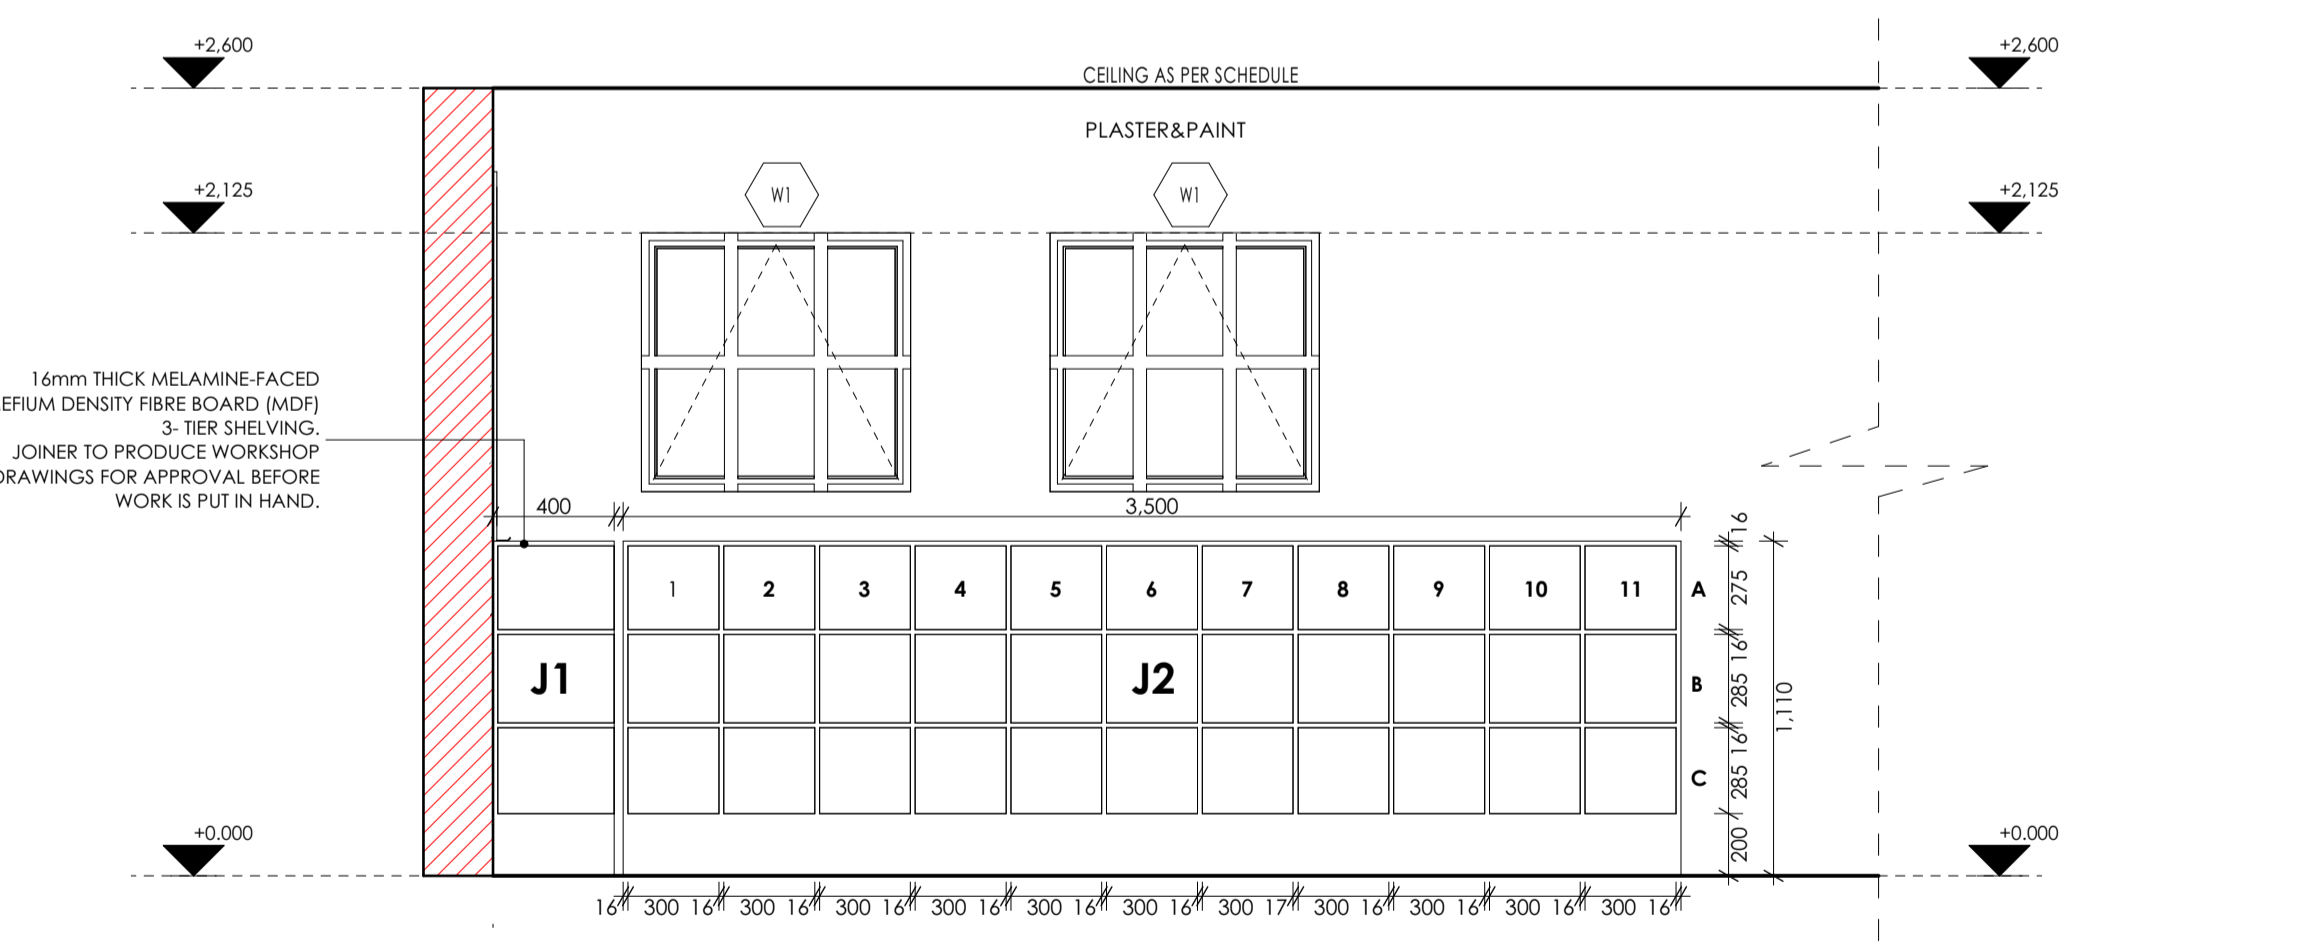 +2,600
+2,600
CEILING AS PER SCHEDULE
PLASTER&PAINT
+2,125
+2,125
W1
W1
16mm THICK MELAMINE-FACED
EFIUM DENSITY FIBRE BOARD (MDF)
3- TIER SHELVING.
JOINER TO PRODUCE WORKSHOP
DRAWINGS FOR APPROVAL BEFORE
WORK IS PUT IN HAND.
400
3,500
16
1
2
3
4
5
6
7
8
9
10
11
A
275
16
J1
J2
B
285
1,110
16
C
285
200
+0.000
+0.000
16 300 16 300 16 300 16 300 16 300 16 300 16 300 17 300 16 300 16 300 16 300 16